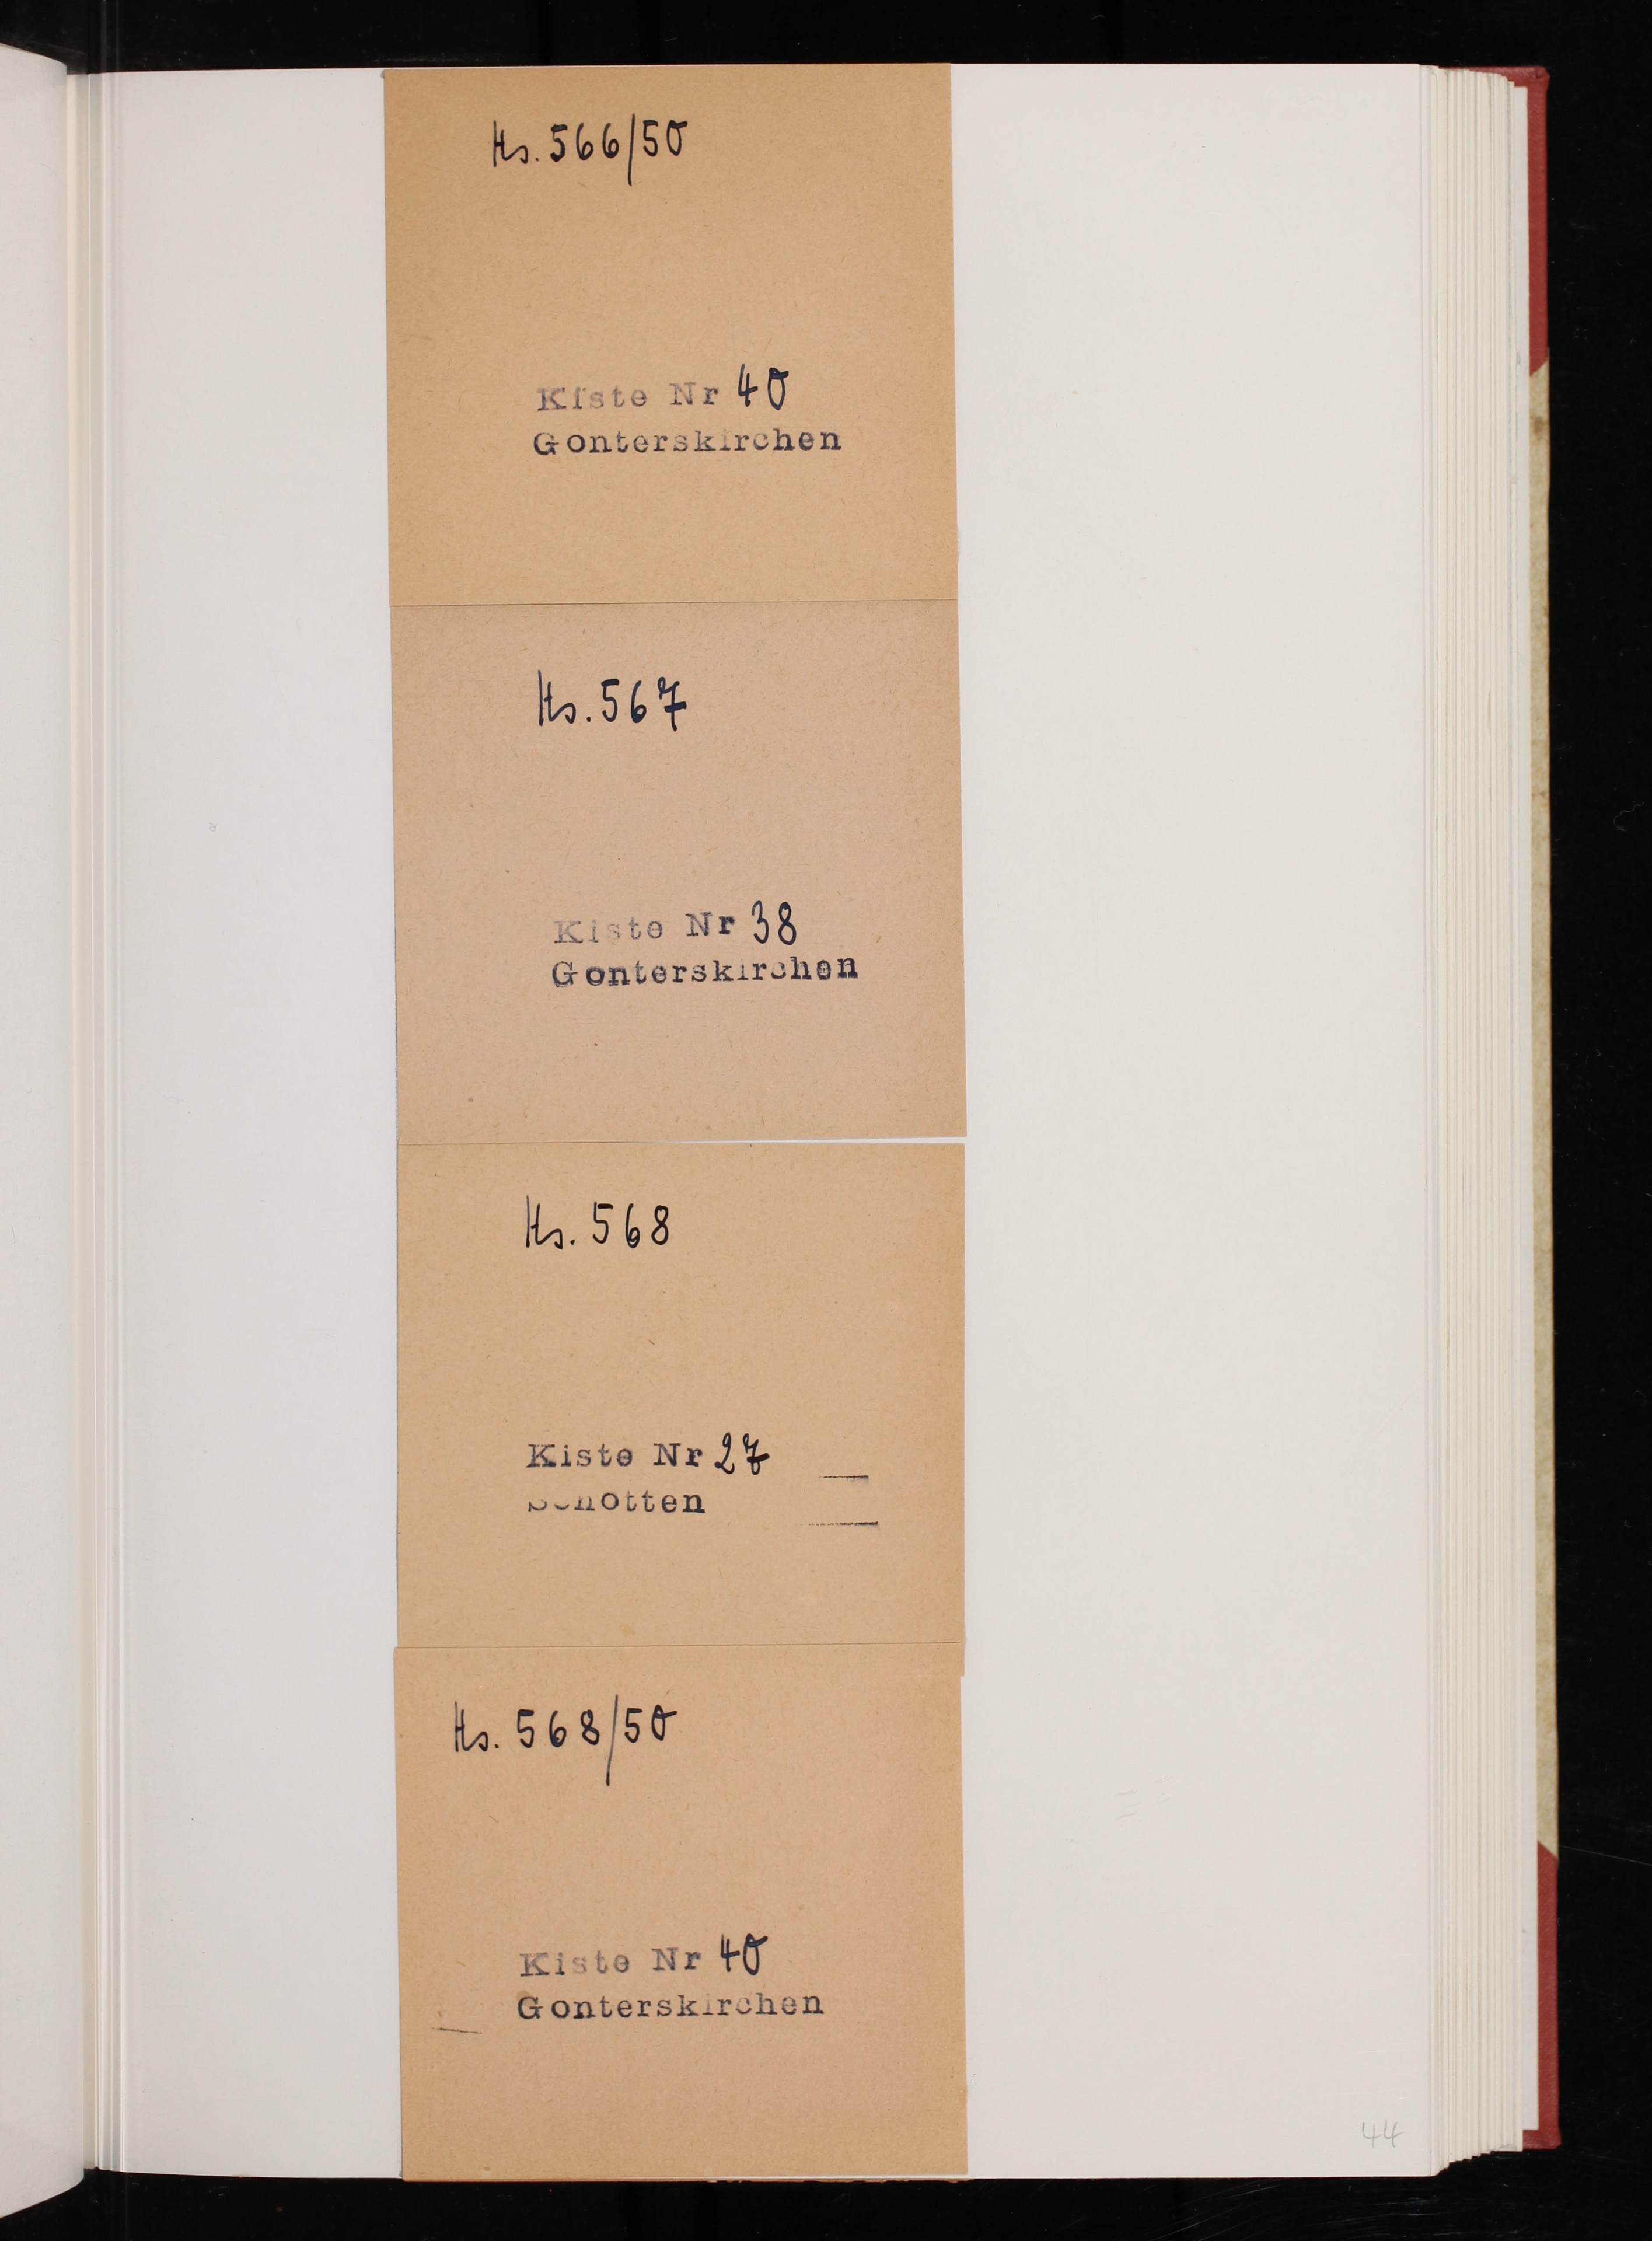 Hs. 566/50
Kiste Nr 40
Gonterskirchen
Hs. 567
Kiste Nr 38
Gonterskirchen
Hs. 568
Kiste Nr 27
Schotten
Hs. 568/50
Kiste Nr 40
Gonterskirchen
44